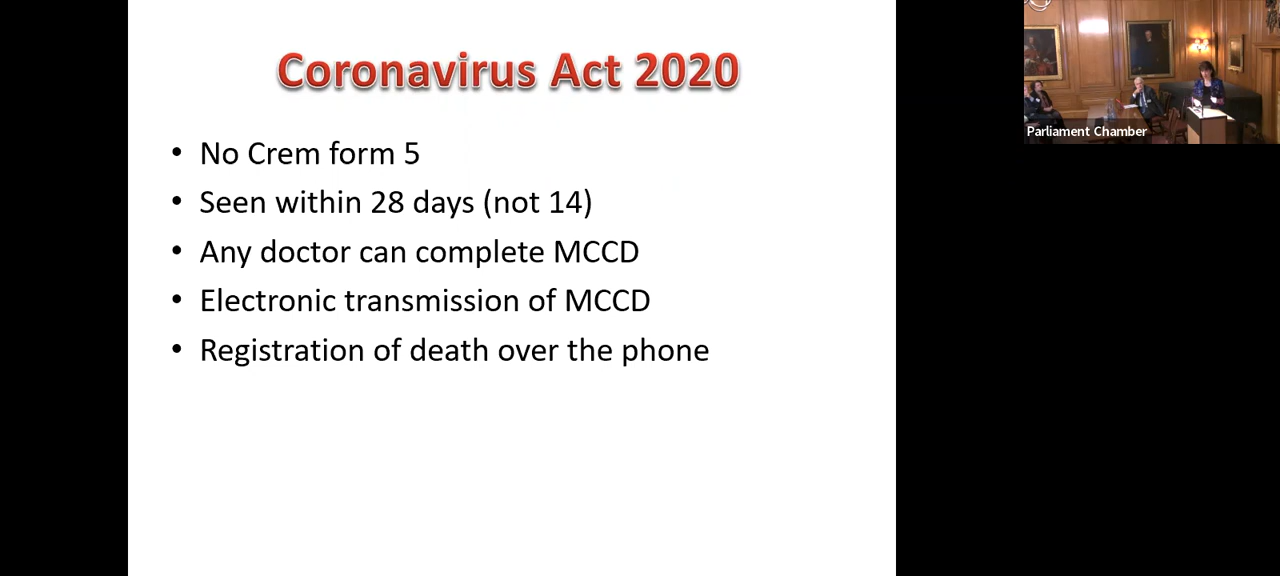 Coronavirus Act 2020
• No Crem form 5
• Seen within 28 days (not 14)
• Any doctor can complete MCCD
• Electronic transmission of MCCD
• Registration of death over the phone
Parliament Chamber